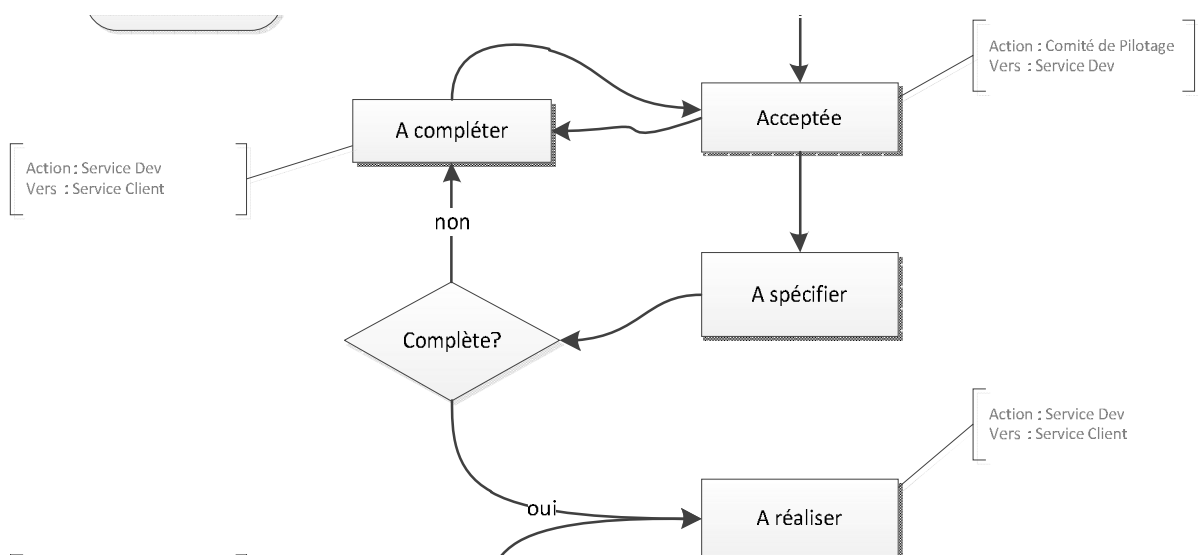 Action : Comité de Pilotage
Vers : Service Dev
Acceptée
A compléter
Action : Service Dev
Vers : Service Client
non
A spécifier
Complète?
Action : Service Dev
Vers : Service Client
oui
A réaliser